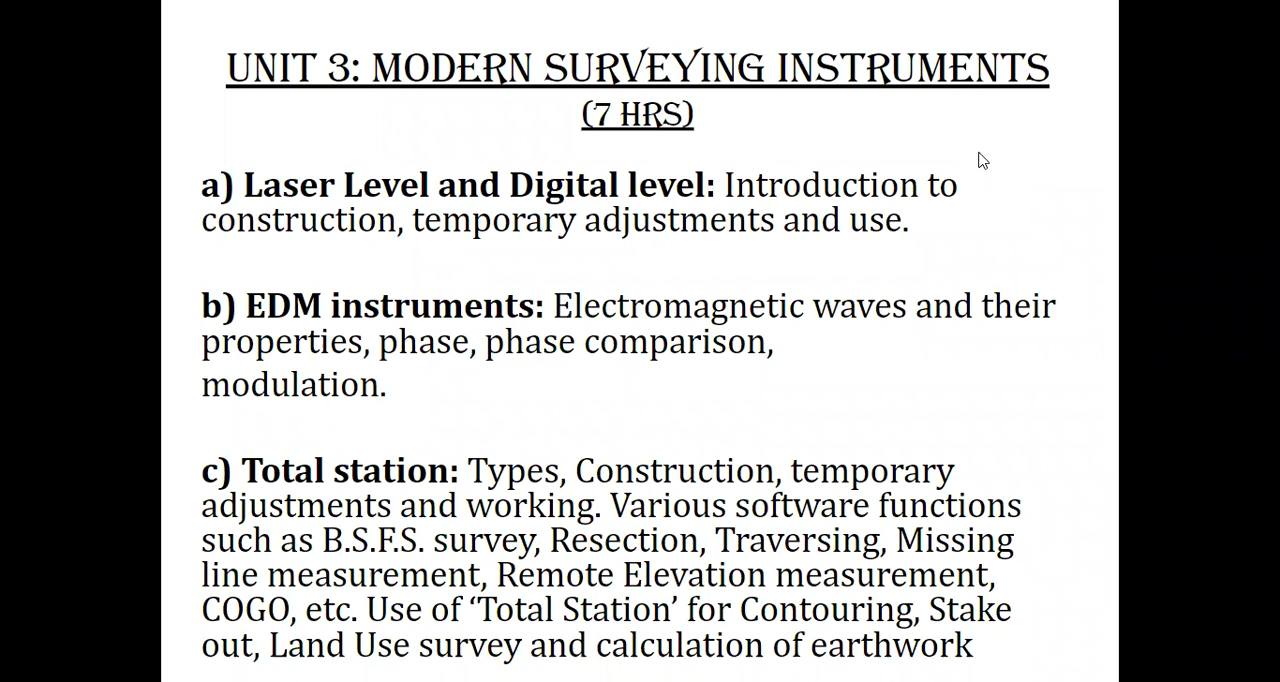 UNIT 3: MODERN SURVEYING INSTRUMENTS
(7 HRS)
a) Laser Level and Digital level: Introduction to
construction, temporary adjustments and use.
b) EDM instruments: Electromagnetic waves and their
properties, phase, phase comparison,
modulation.
c) Total station: Types, Construction, temporary
adjustments and working. Various software functions
such as B.S.F.S. survey, Resection, Traversing, Missing
line measurement, Remote Elevation measurement,
COGO, etc. Use of ‘Total Station’ for Contouring, Stake
out, Land Use survey and calculation of earthwork